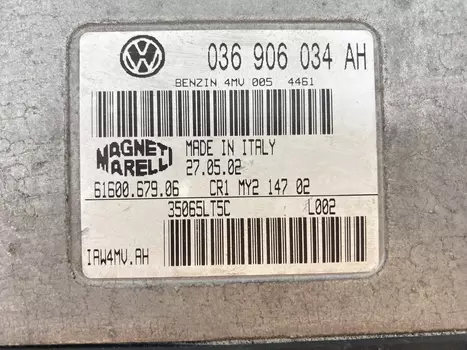 036 906 034 AH
BENZIN 4MV 005 4461
MAGNETI MARELLI
MADE IN ITALY
27.05.02
61600.679.06 CR1 MY2 147 02
35065LT5C L002
IAW4MV.AH